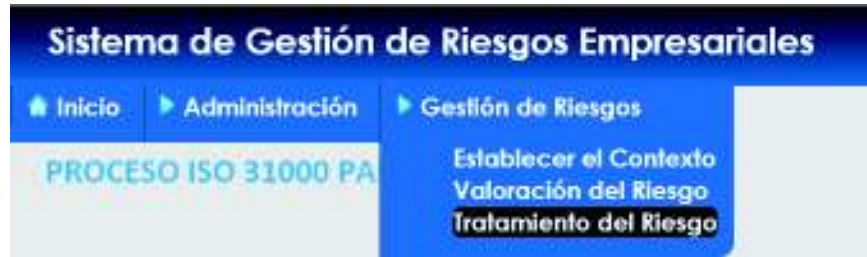 Sistema de Gestión de Riesgos Empresariales
Inicio Administración Gestión de Riesgos
Establecer el Contexto
PROCESO ISO 31000 PA
Valoración del Riesgo
Tratamiento del Riesgo